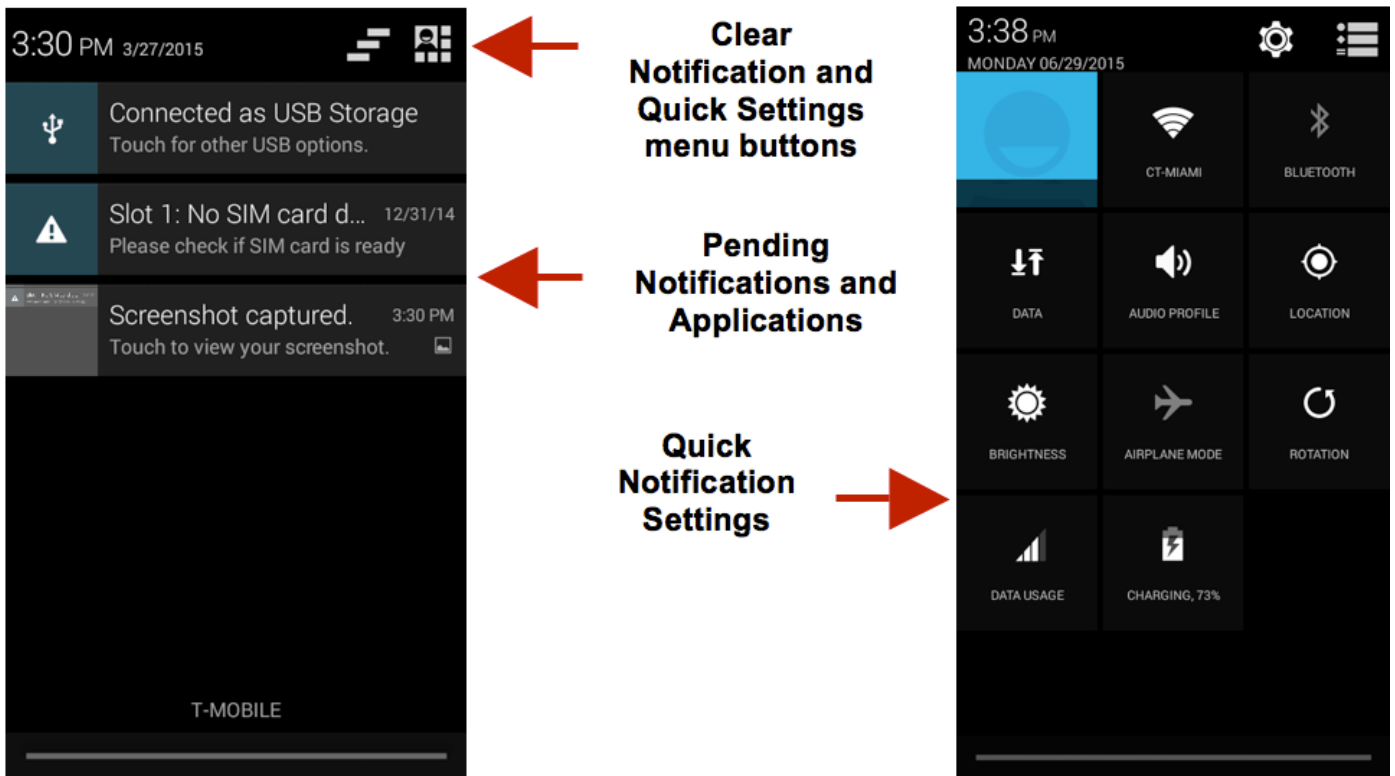 3:30 PM 3/27/2015
Connected as USB Storage
Touch for other USB options.
Slot 1: No SIM card d... 12/31/14
Please check if SIM card is ready
Screenshot captured. 3:30 PM
Touch to view your screenshot.
T-MOBILE
Clear
Notification and
Quick Settings
menu buttons
Pending
Notifications and
Applications
Quick
Notification
Settings
3:38 PM
MONDAY 06/29/2015
CT-MIAMI
BLUETOOTH
DATA
AUDIO PROFILE
LOCATION
BRIGHTNESS
AIRPLANE MODE
ROTATION
DATA USAGE
CHARGING, 73%